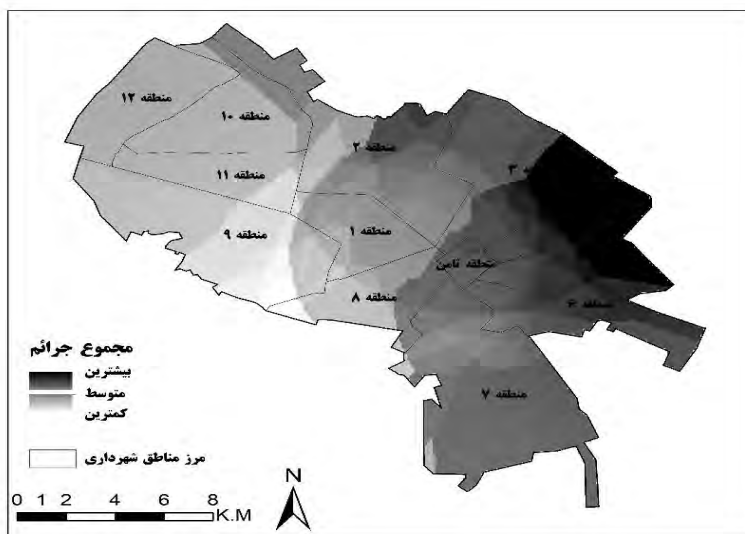 منطقه ۱۲
منطقه ۱۰
منطقه ۲
۳
منطقه ۱۱
منطقه ۹
منطقه ۱
منطقه ثامن
منطقه ۸
منطقه ۶
منطقه ۷
مجموع جرائم
بیشترین
متوسط
کمترین
مرز مناطق شهرداری
N
0 1 2 4 6 8
K.M